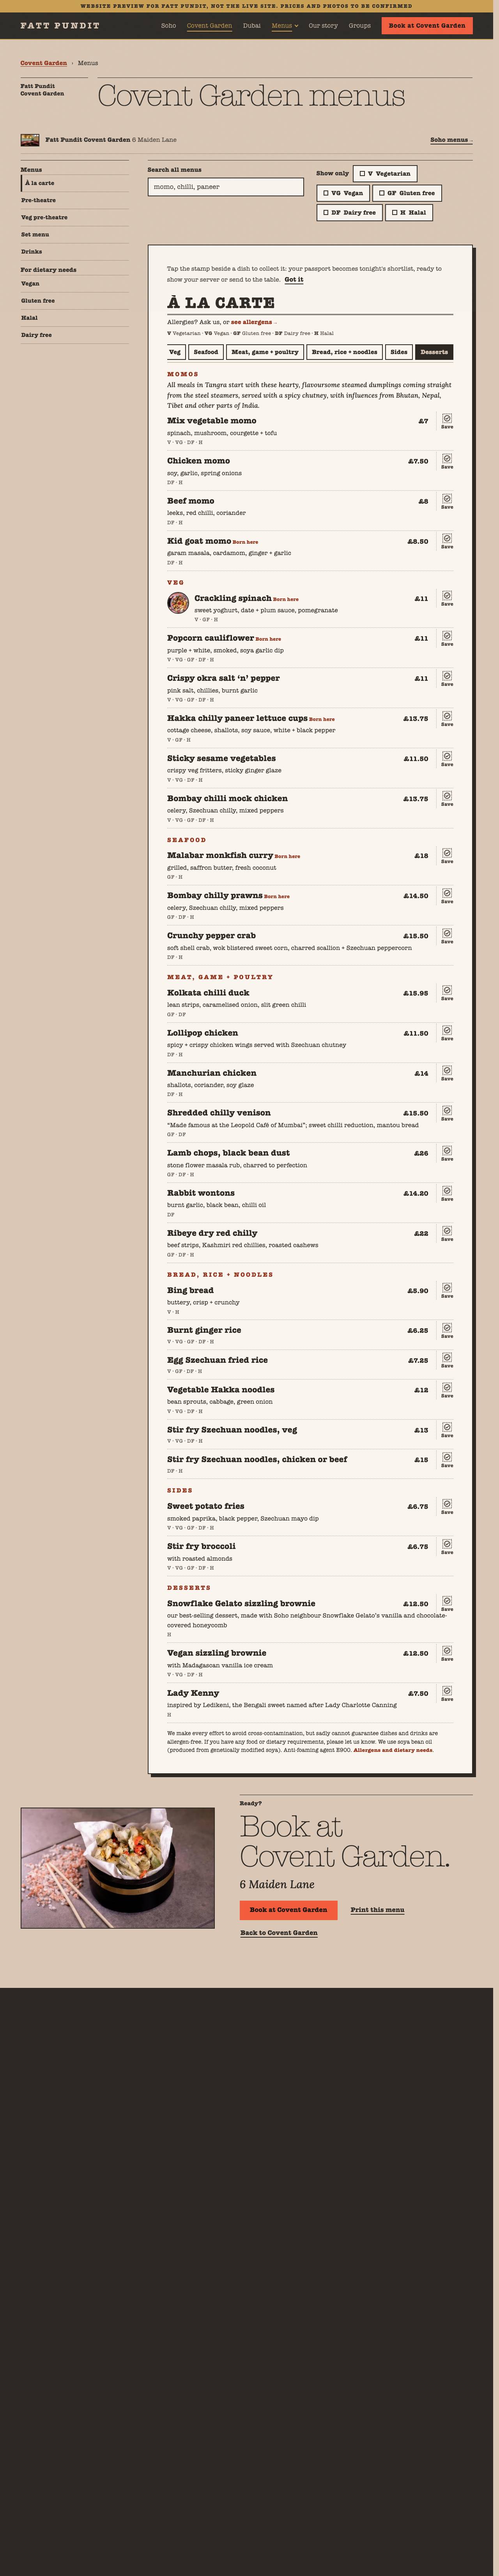 WEBSITE PREVIEW FOR FATT PUNDIT, NOT THE LIVE SITE. PRICES AND PHOTOS TO BE CONFIRMED
FATT PUNDIT
Soho
Covent Garden
Dubai
Menus
Our story
Groups
Book at Covent Garden
Covent Garden › Menus
Fatt Pundit
Covent Garden
Covent Garden menus
Fatt Pundit Covent Garden 6 Maiden Lane
Soho menus
Menus
À la carte
Pre-theatre
Veg pre-theatre
Set menu
Drinks
For dietary needs
Vegan
Gluten free
Halal
Dairy free
Search all menus
momo, chilli, paneer
Show only
V Vegetarian
VG Vegan
GF Gluten free
DF Dairy free
H Halal
Tap the stamp beside a dish to collect it: your passport becomes tonight's shortlist, ready to
show your server or send to the table. Got it
À LA CARTE
Allergies? Ask us, or see allergens
V Vegetarian · VG Vegan · GF Gluten free · DF Dairy free · H Halal
Veg
Seafood
Meat, game + poultry
Bread, rice + noodles
Sides
Desserts
MOMOS
All meals in Tangra start with these hearty, flavoursome steamed dumplings coming straight
from the steel steamers, served with a spicy chutney, with influences from Bhutan, Nepal,
Tibet and other parts of India.
Mix vegetable momo £7 Save
spinach, mushroom, courgette + tofu
V · VG · DF · H
Chicken momo £7.50 Save
soy, garlic, spring onions
DF · H
Beef momo £8 Save
leeks, red chilli, coriander
DF · H
Kid goat momo Born here £8.50 Save
garam masala, cardamom, ginger + garlic
DF · H
VEG
Crackling spinach Born here £11 Save
sweet yoghurt, date + plum sauce, pomegranate
V · GF · H
Popcorn cauliflower Born here £11 Save
purple + white, smoked, soya garlic dip
V · VG · GF · DF · H
Crispy okra salt ‘n’ pepper £11 Save
pink salt, chillies, burnt garlic
V · VG · GF · DF · H
Hakka chilly paneer lettuce cups Born here £13.75 Save
cottage cheese, shallots, soy sauce, white + black pepper
V · GF · H
Sticky sesame vegetables £11.50 Save
crispy veg fritters, sticky ginger glaze
V · VG · DF · H
Bombay chilli mock chicken £13.75 Save
celery, Szechuan chilly, mixed peppers
V · VG · GF · DF · H
SEAFOOD
Malabar monkfish curry Born here £18 Save
grilled, saffron butter, fresh coconut
GF · H
Bombay chilly prawns Born here £14.50 Save
celery, Szechuan chilly, mixed peppers
GF · DF · H
Crunchy pepper crab £15.50 Save
soft shell crab, wok blistered sweet corn, charred scallion + Szechuan peppercorn
DF · H
MEAT, GAME + POULTRY
Kolkata chilli duck £15.95 Save
lean strips, caramelised onion, slit green chilli
GF · DF
Lollipop chicken £11.50 Save
spicy + crispy chicken wings served with Szechuan chutney
DF · H
Manchurian chicken £14 Save
shallots, coriander, soy glaze
DF · H
Shredded chilly venison £15.50 Save
“Made famous at the Leopold Café of Mumbai”; sweet chilli reduction, mantou bread
GF · DF
Lamb chops, black bean dust £26 Save
stone flower masala rub, charred to perfection
GF · DF · H
Rabbit wontons £14.20 Save
burnt garlic, black bean, chilli oil
DF
Ribeye dry red chilly £22 Save
beef strips, Kashmiri red chillies, roasted cashews
GF · DF · H
BREAD, RICE + NOODLES
Bing bread £5.90 Save
buttery, crisp + crunchy
V · H
Burnt ginger rice £6.25 Save
V · VG · GF · DF · H
Egg Szechuan fried rice £7.25 Save
V · GF · DF · H
Vegetable Hakka noodles £12 Save
bean sprouts, cabbage, green onion
V · VG · DF · H
Stir fry Szechuan noodles, veg £13 Save
V · VG · DF · H
Stir fry Szechuan noodles, chicken or beef £15 Save
DF · H
SIDES
Sweet potato fries £6.75 Save
smoked paprika, black pepper, Szechuan mayo dip
V · VG · GF · DF · H
Stir fry broccoli £6.75 Save
with roasted almonds
V · VG · GF · DF · H
DESSERTS
Snowflake Gelato sizzling brownie £12.50 Save
our best-selling dessert, made with Soho neighbour Snowflake Gelato's vanilla and chocolate-
covered honeycomb
H
Vegan sizzling brownie £12.50 Save
with Madagascan vanilla ice cream
V · VG · DF · H
Lady Kenny £7.50 Save
inspired by Ledikeni, the Bengali sweet named after Lady Charlotte Canning
H
We make every effort to avoid cross-contamination, but sadly cannot guarantee dishes and drinks are
allergen-free. If you have any food or dietary requirements, please let us know. We use soya bean oil
(produced from genetically modified soya). Anti-foaming agent E900. Allergens and dietary needs.
Ready?
Book at
Covent Garden.
6 Maiden Lane
Book at Covent Garden
Print this menu
Back to Covent Garden